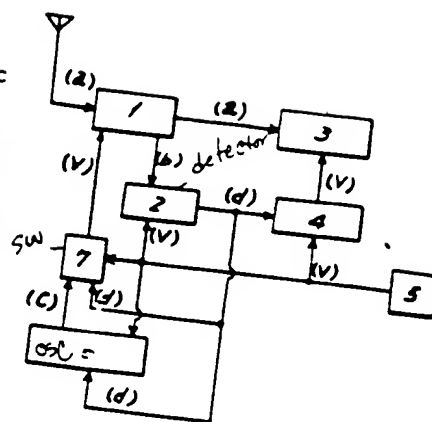 (a)
1
(a)
3
(V)
(b)
detector
(V)
2
(d)
4
SW
7
(V)
(V)
5
(C)
(d)
OSC =
(d)